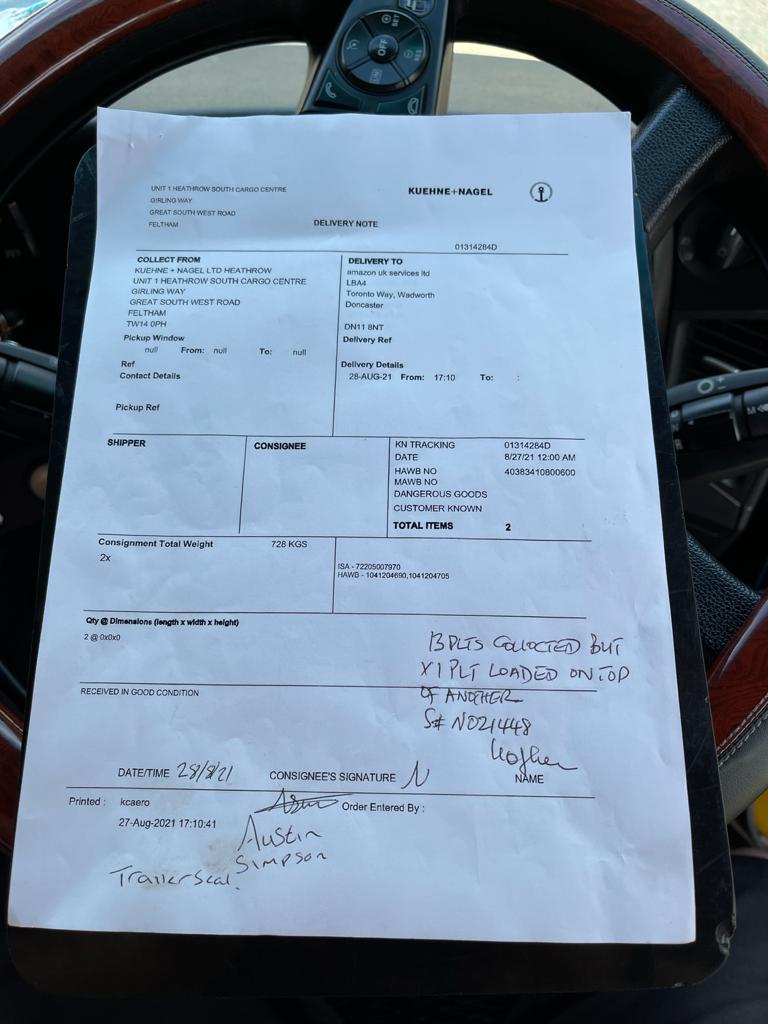 OFF
SET
RES
LIM
UNIT 1 HEATHROW SOUTH CARGO CENTRE
GIRLING WAY
GREAT SOUTH WEST ROAD
FELTHAM
KUEHNE+NAGEL
DELIVERY NOTE
01314284D
COLLECT FROM
KUEHNE + NAGEL LTD HEATHROW
UNIT 1 HEATHROW SOUTH CARGO CENTRE
GIRLING WAY
GREAT SOUTH WEST ROAD
FELTHAM
TW14 0PH
Pickup Window
null From: null To: null
Ref
Contact Details
Pickup Ref
DELIVERY TO
amazon uk services ltd
LBA4
Toronto Way, Wadworth
Doncaster
DN11 8NT
Delivery Ref
Delivery Details
28-AUG-21 From: 17:10 To: :
SHIPPER
CONSIGNEE
KN TRACKING 01314284D
DATE 8/27/21 12:00 AM
HAWB NO 40383410800600
MAWB NO
DANGEROUS GOODS
CUSTOMER KNOWN
TOTAL ITEMS 2
Consignment Total Weight 728 KGS
2x
ISA - 72205007970
HAWB - 1041204690,1041204705
Qty @ Dimensions (length x width x height)
2 @ 0x0x0
13 PLTS COLLOCTED BUT
X1 PLT LOADED ON TOP
OF ANOTHER
S# N021448
RECEIVED IN GOOD CONDITION
DATE/TIME 28/8/21 CONSIGNEE'S SIGNATURE N NAME
Printed : kcaero Order Entered By :
27-Aug-2021 17:10:41
Austin
Simpson
Trailer Seal.